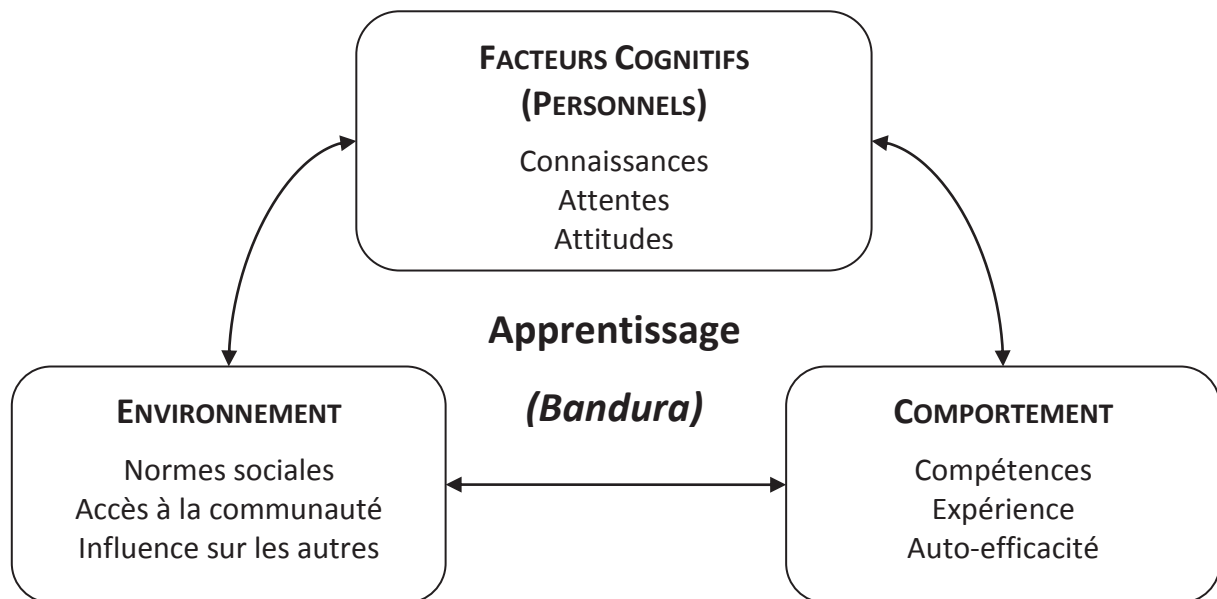 FACTEURS COGNITIFS
(PERSONNELS)
Connaissances
Attentes
Attitudes
Apprentissage
(Bandura)
ENVIRONNEMENT
Normes sociales
Accès à la communauté
Influence sur les autres
COMPORTEMENT
Compétences
Expérience
Auto-efficacité